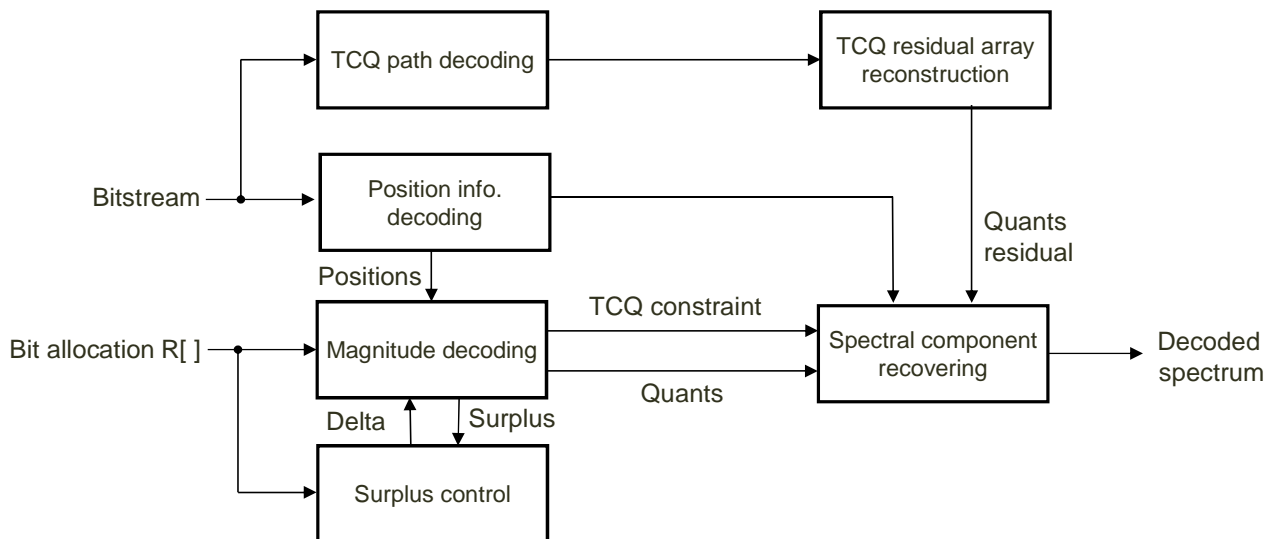 TCQ path decoding
TCQ residual array
reconstruction
Bitstream
Position info.
decoding
Quants
residual
Positions
TCQ constraint
Bit allocation R[ ]
Magnitude decoding
Spectral component
recovering
Decoded
spectrum
Quants
Delta
Surplus
Surplus control